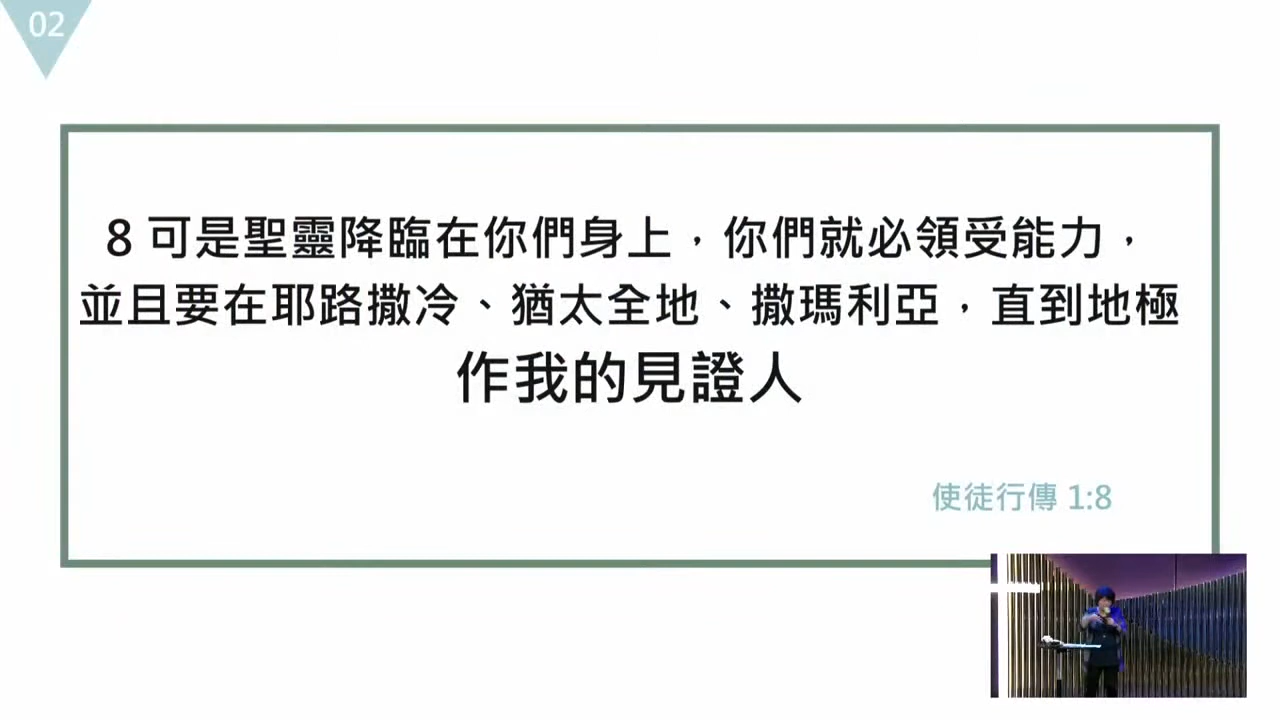 02
8 可是聖靈降臨在你們身上，你們就必領受能力，
並且要在耶路撒冷、猶太全地、撒瑪利亞，直到地極
作我的見證人
使徒行傳 1:8